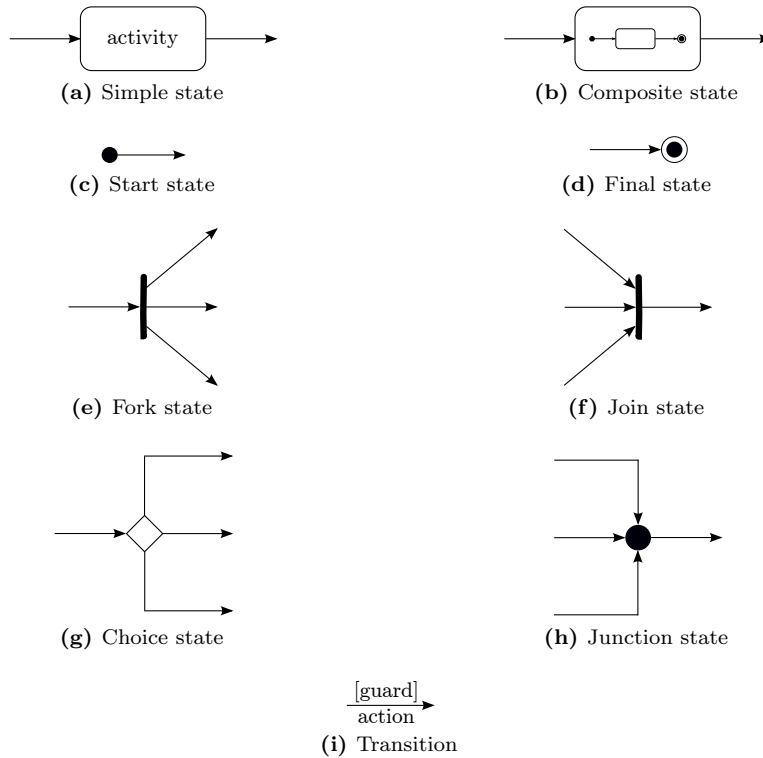 activity
(a) Simple state
(b) Composite state
(c) Start state
(d) Final state
(e) Fork state
(f) Join state
(g) Choice state
(h) Junction state
[guard]
action
(i) Transition